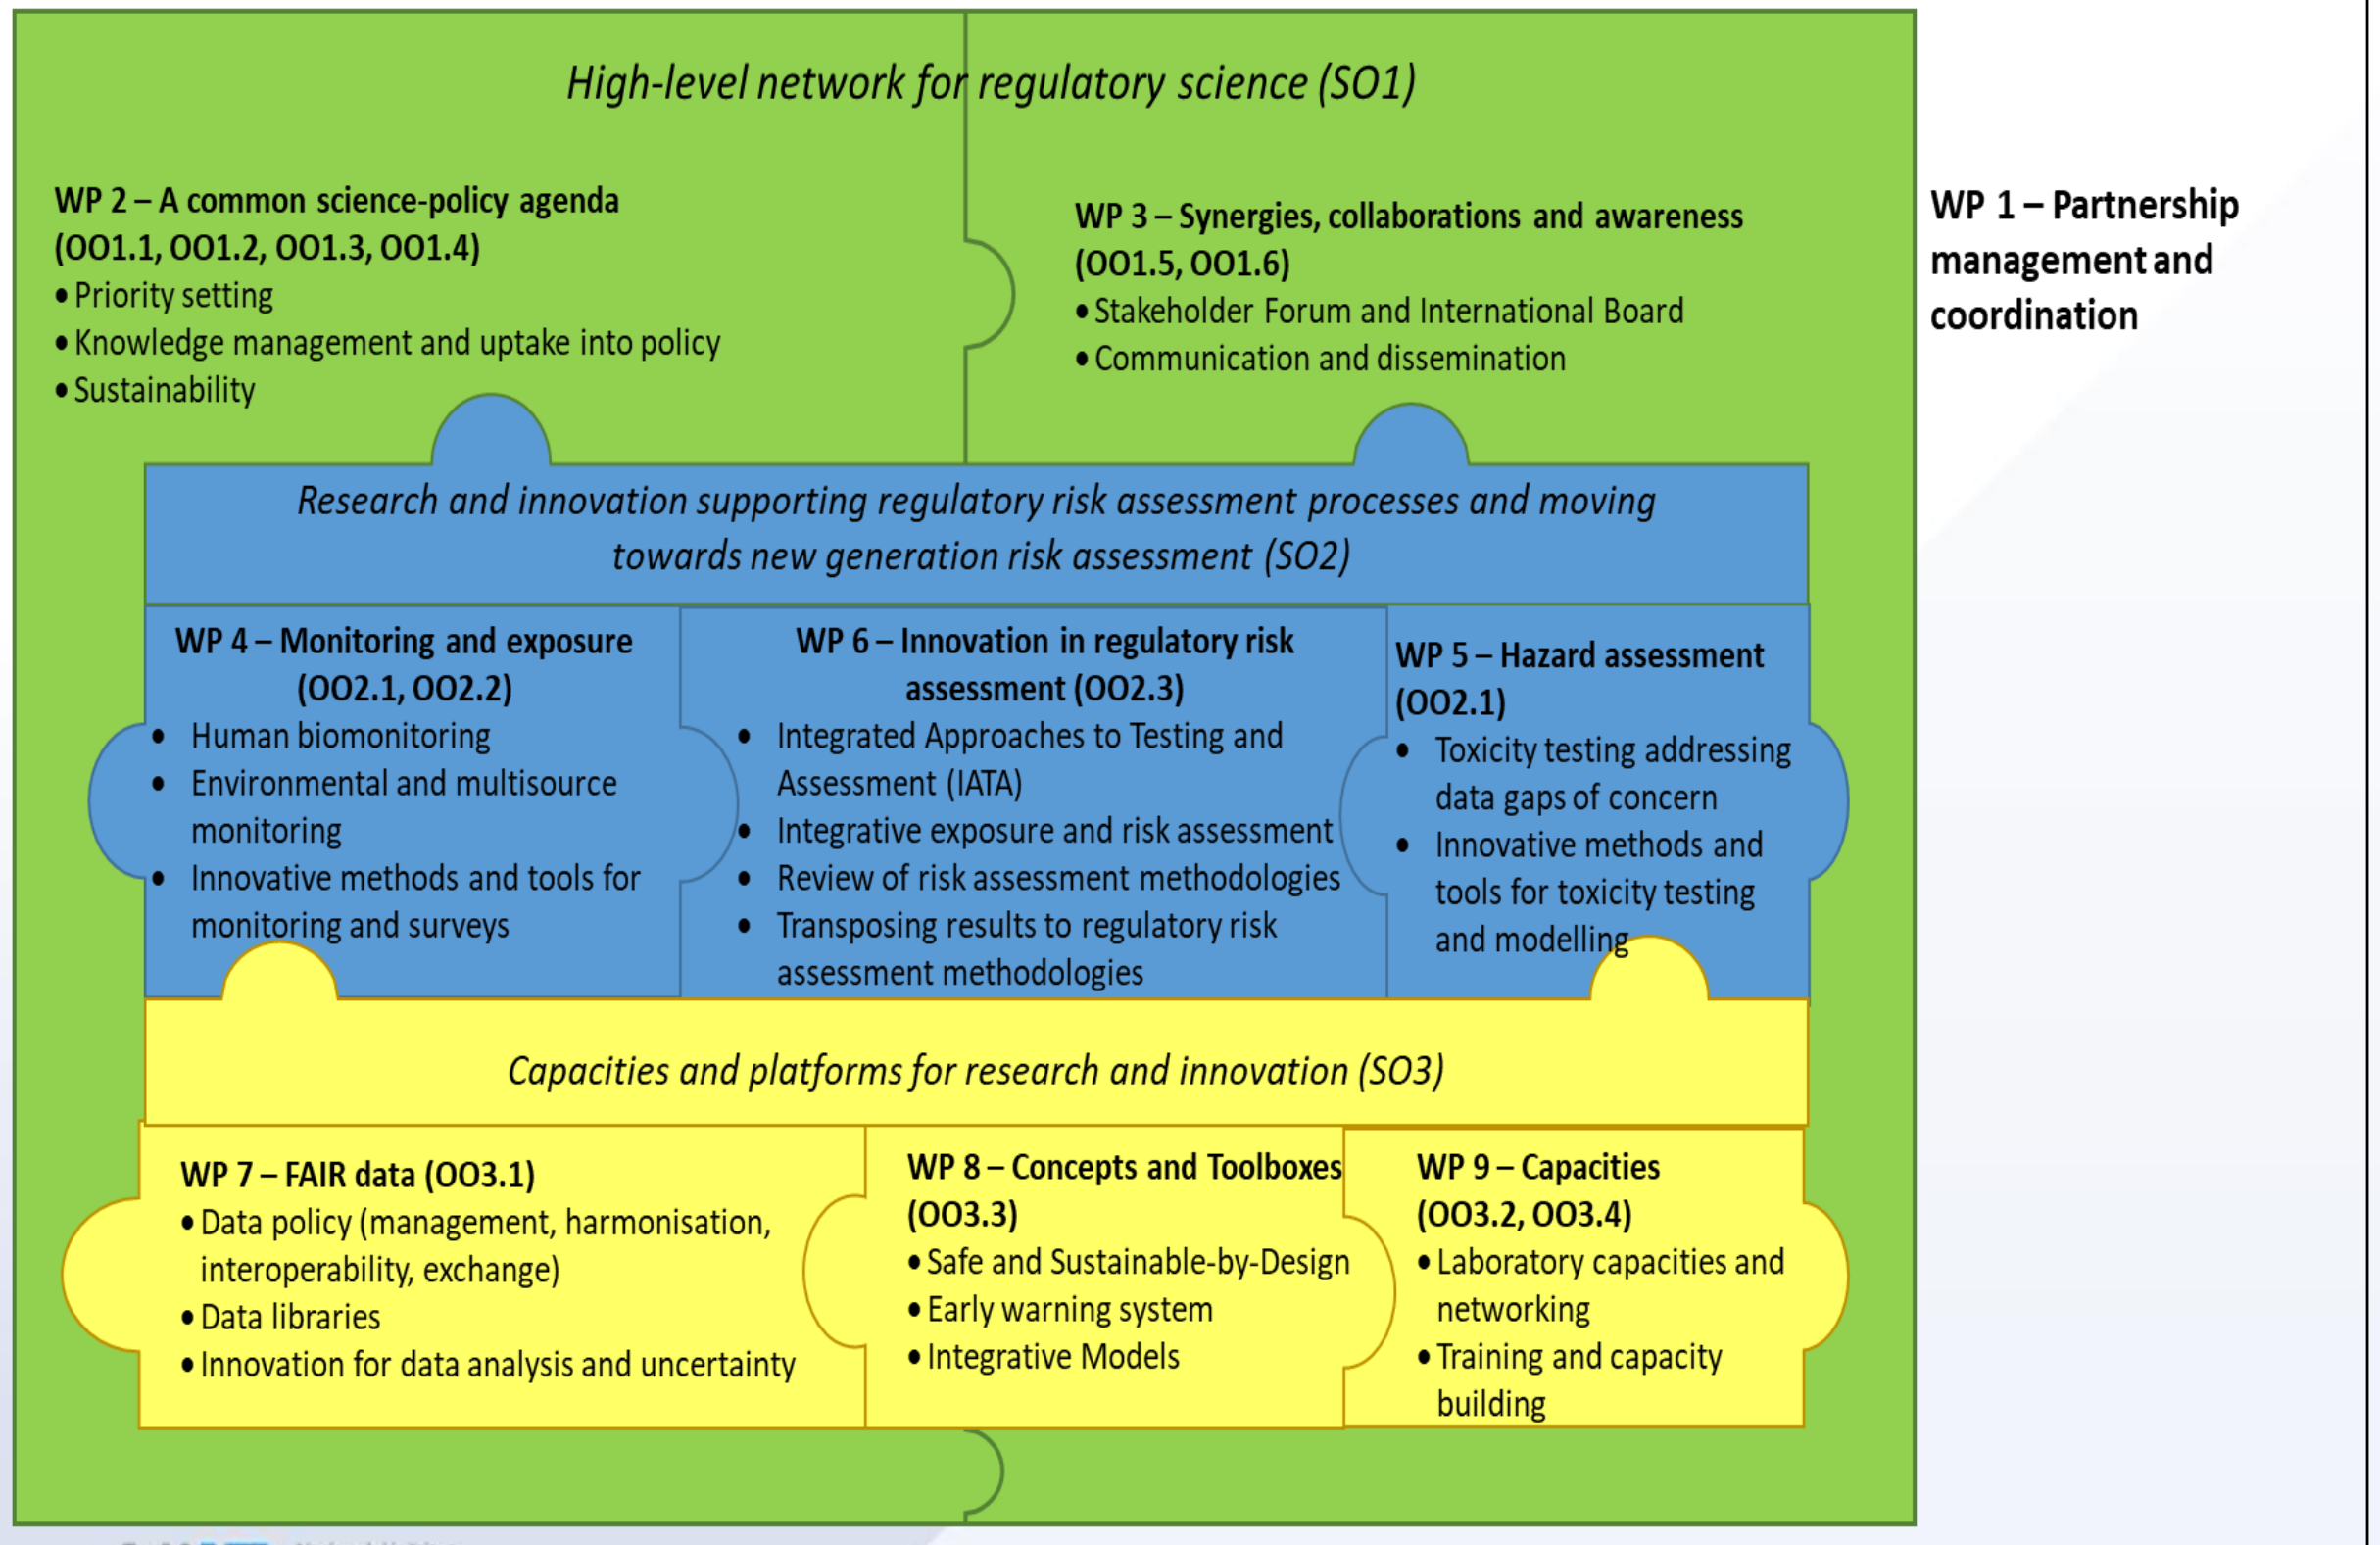 High-level network for regulatory science (SO1)
WP 2 – A common science-policy agenda
(OO1.1, OO1.2, OO1.3, OO1.4)
• Priority setting
• Knowledge management and uptake into policy
• Sustainability
WP 3 – Synergies, collaborations and awareness
(OO1.5, OO1.6)
• Stakeholder Forum and International Board
• Communication and dissemination
WP 1 – Partnership
management and
coordination
Research and innovation supporting regulatory risk assessment processes and moving
towards new generation risk assessment (SO2)
WP 4 – Monitoring and exposure
(OO2.1, OO2.2)
• Human biomonitoring
• Environmental and multisource
monitoring
• Innovative methods and tools for
monitoring and surveys
WP 6 – Innovation in regulatory risk
assessment (OO2.3)
• Integrated Approaches to Testing and
Assessment (IATA)
• Integrative exposure and risk assessment
• Review of risk assessment methodologies
• Transposing results to regulatory risk
assessment methodologies
WP 5 – Hazard assessment
(OO2.1)
• Toxicity testing addressing
data gaps of concern
• Innovative methods and
tools for toxicity testing
and modelling
Capacities and platforms for research and innovation (SO3)
WP 7 – FAIR data (OO3.1)
• Data policy (management, harmonisation,
interoperability, exchange)
• Data libraries
• Innovation for data analysis and uncertainty
WP 8 – Concepts and Toolboxes
(OO3.3)
• Safe and Sustainable-by-Design
• Early warning system
• Integrative Models
WP 9 – Capacities
(OO3.2, OO3.4)
• Laboratory capacities and
networking
• Training and capacity
building